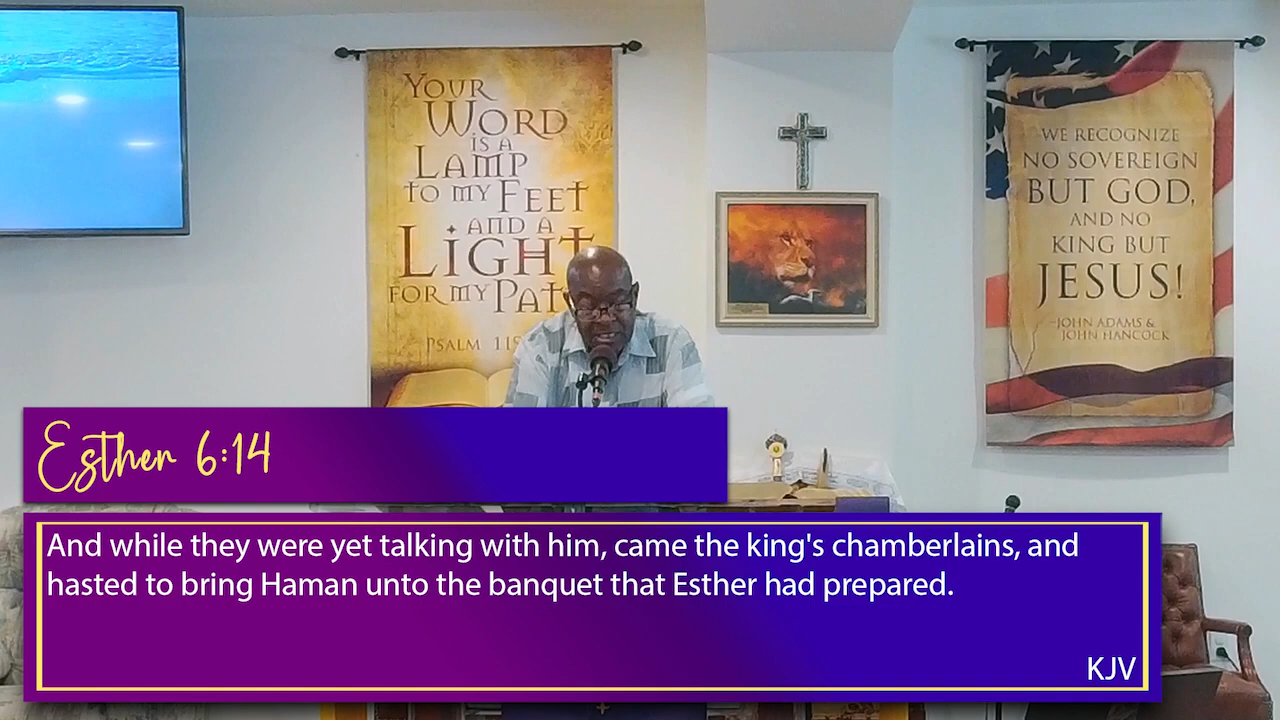 YOUR
WORD
IS A
LAMP
TO MY FEET
AND A
LIGHT
FOR MY PAT
PSALM 119
WE RECOGNIZE
NO SOVEREIGN
BUT GOD,
AND NO
KING BUT
JESUS!
-JOHN ADAMS &
JOHN HANCOCK
Esther 6:14
And while they were yet talking with him, came the king's chamberlains, and
hasted to bring Haman unto the banquet that Esther had prepared.
KJV